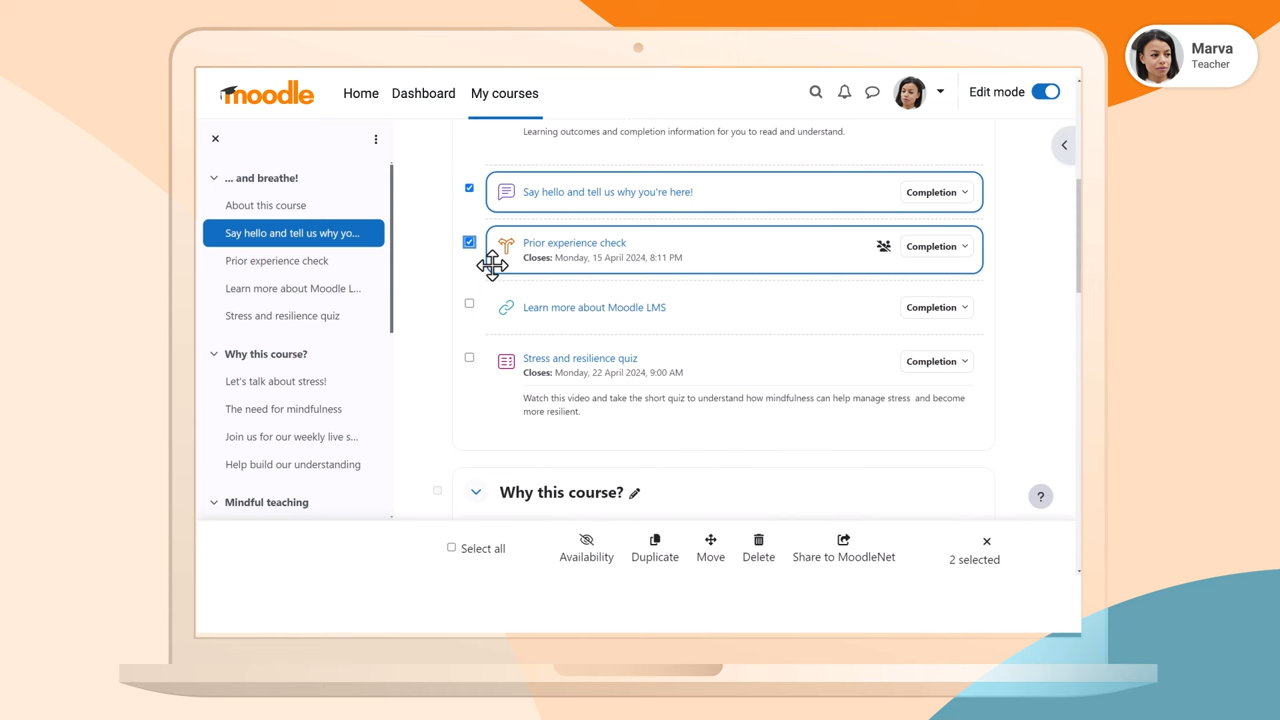 Marva
Teacher
moodle
Home
Dashboard
My courses
Edit mode
... and breathe!
About this course
Say hello and tell us why yo...
Prior experience check
Learn more about Moodle L...
Stress and resilience quiz
Why this course?
Let's talk about stress!
The need for mindfulness
Join us for our weekly live s...
Help build our understanding
Mindful teaching
Learning outcomes and completion information for you to read and understand.
Say hello and tell us why you're here!
Completion
Prior experience check
Closes: Monday, 15 April 2024, 8:11 PM
Completion
Learn more about Moodle LMS
Completion
Stress and resilience quiz
Closes: Monday, 22 April 2024, 9:00 AM
Completion
Watch this video and take the short quiz to understand how mindfulness can help manage stress and become
more resilient.
Why this course?
?
Select all
Availability
Duplicate
Move
Delete
Share to MoodleNet
2 selected